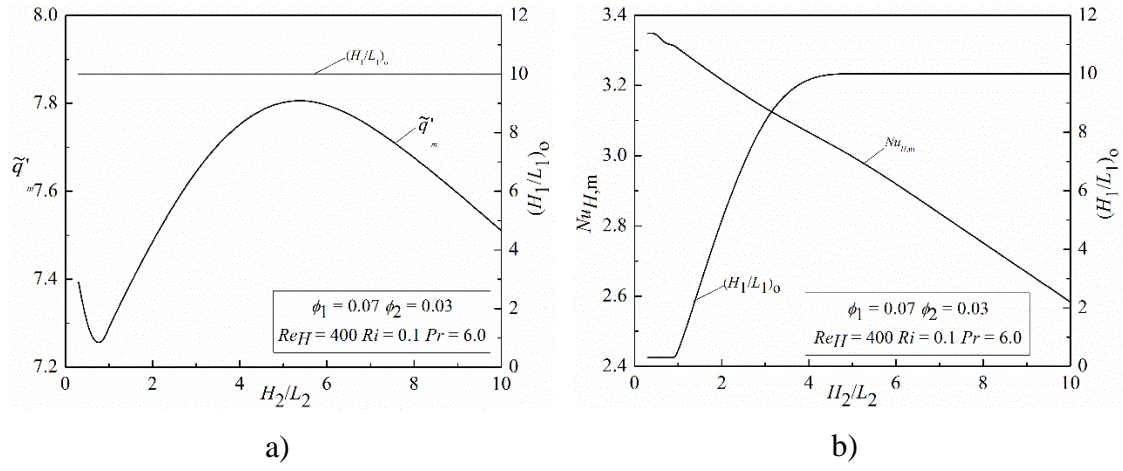 8.0
7.8
7.6
7.4
7.2
q̃'m
0
2
4
6
8
10
H2/L2
12
10
8
6
4
2
0
(H1/L1)o
(H1/L1)o
q̃'m
ϕ1 = 0.07 ϕ2 = 0.03
ReH = 400 Ri = 0.1 Pr = 6.0
a)
3.4
3.2
3.0
2.8
2.6
2.4
NuH,m
0
2
4
6
8
10
H2/L2
12
10
8
6
4
2
0
(H1/L1)o
NuH,m
(H1/L1)o
ϕ1 = 0.07 ϕ2 = 0.03
ReH = 400 Ri = 0.1 Pr = 6.0
b)